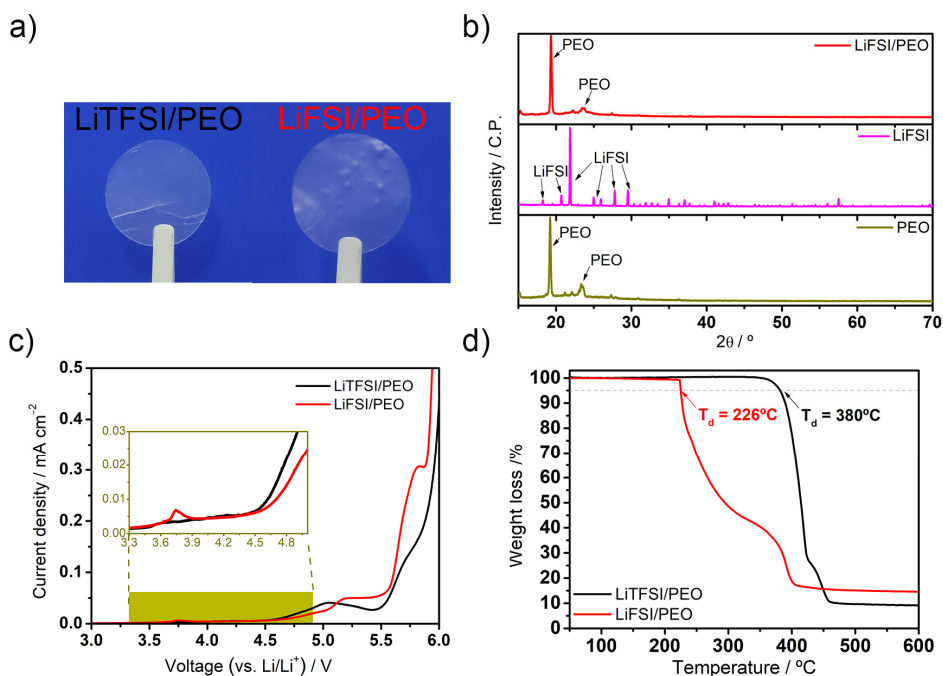 a)
LiTFSI/PEO LiFSI/PEO
b)
LiFSI/PEO
PEO
PEO
LiFSI
LiFSI
LiFSI
PEO
PEO
PEO
Intensity / C.P.
20 30 40 50 60 70
2θ / º
c)
LiTFSI/PEO
LiFSI/PEO
0.5
0.4
0.3
0.2
0.1
0.0
0.03
0.02
0.01
0.00
3.3 3.6 3.9 4.2 4.5 4.8
3.0 3.5 4.0 4.5 5.0 5.5 6.0
Current density / mA cm⁻²
Voltage (vs. Li/Li⁺) / V
d)
100
90
80
70
60
50
40
30
20
10
0
T_d = 226ºC
T_d = 380ºC
LiTFSI/PEO
LiFSI/PEO
Weight loss /%
100 200 300 400 500 600
Temperature / ºC